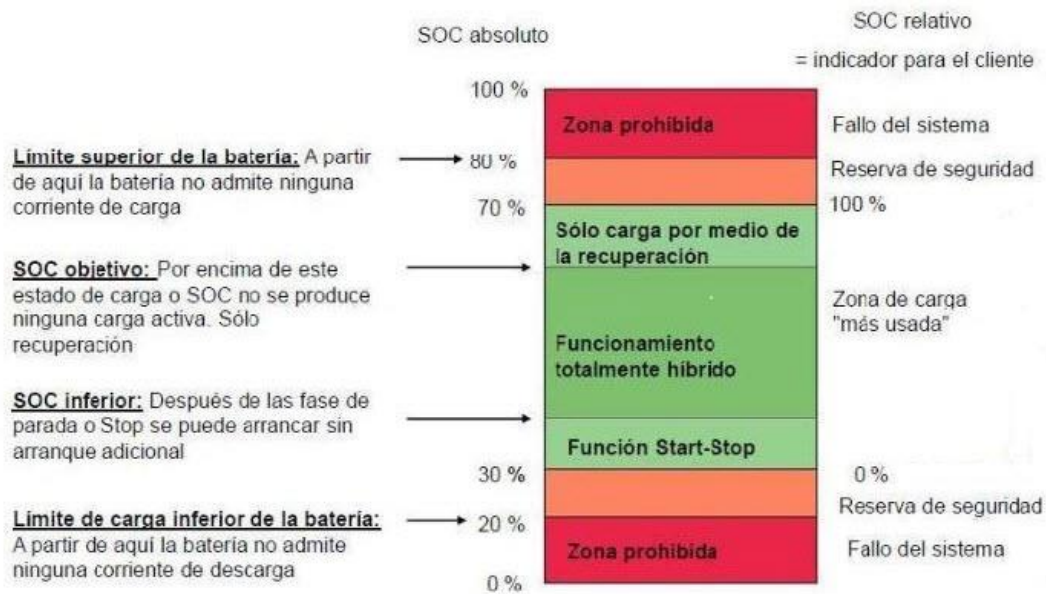 SOC absoluto
SOC relativo
= indicador para el cliente
100 %
Zona prohibida
Fallo del sistema
Límite superior de la batería: A partir
de aquí la batería no admite ninguna
corriente de carga
80 %
Reserva de seguridad
70 %
100 %
Sólo carga por medio de
la recuperación
SOC objetivo: Por encima de este
estado de carga o SOC no se produce
ninguna carga activa. Sólo
recuperación
Zona de carga
"más usada"
Funcionamiento
totalmente híbrido
SOC inferior: Después de las fase de
parada o Stop se puede arrancar sin
arranque adicional
Función Start-Stop
30 %
0 %
Límite de carga inferior de la batería:
A partir de aquí la batería no admite
ninguna corriente de descarga
20 %
Reserva de seguridad
Zona prohibida
Fallo del sistema
0 %